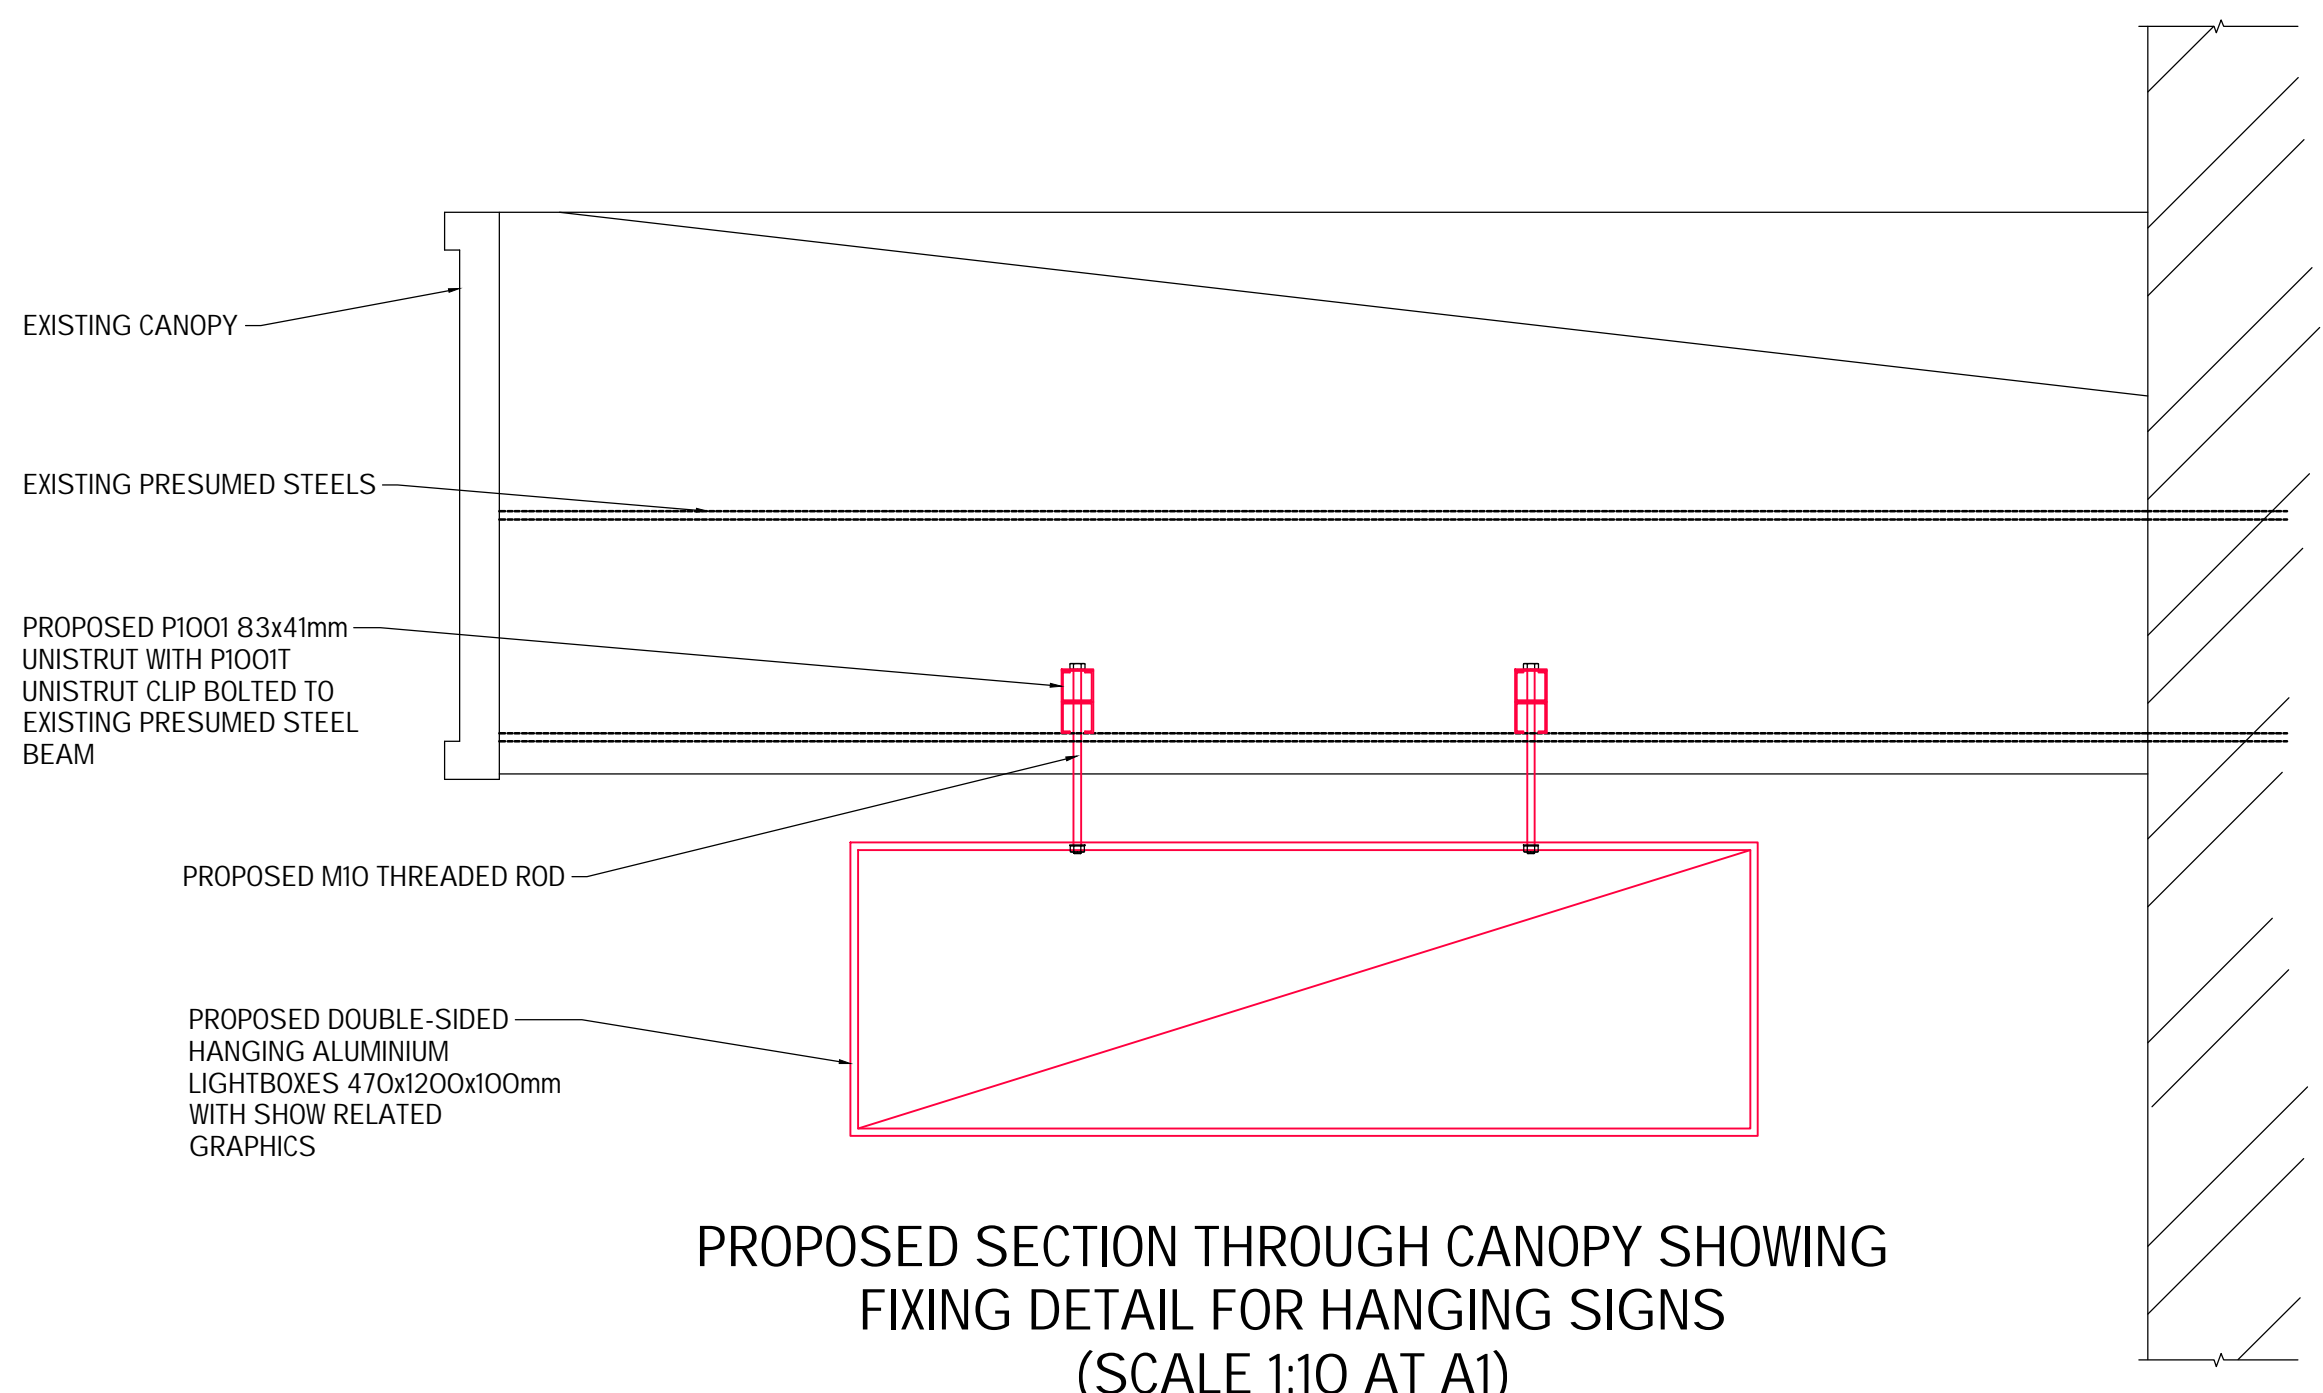 EXISTING CANOPY
EXISTING PRESUMED STEELS
PROPOSED P1001 83x41mm
UNISTRUT WITH P1001T
UNISTRUT CLIP BOLTED TO
EXISTING PRESUMED STEEL
BEAM
PROPOSED M10 THREADED ROD
PROPOSED DOUBLE-SIDED
HANGING ALUMINIUM
LIGHTBOXES 470x1200x100mm
WITH SHOW RELATED
GRAPHICS
PROPOSED SECTION THROUGH CANOPY SHOWING
FIXING DETAIL FOR HANGING SIGNS
(SCALE 1:10 AT A1)